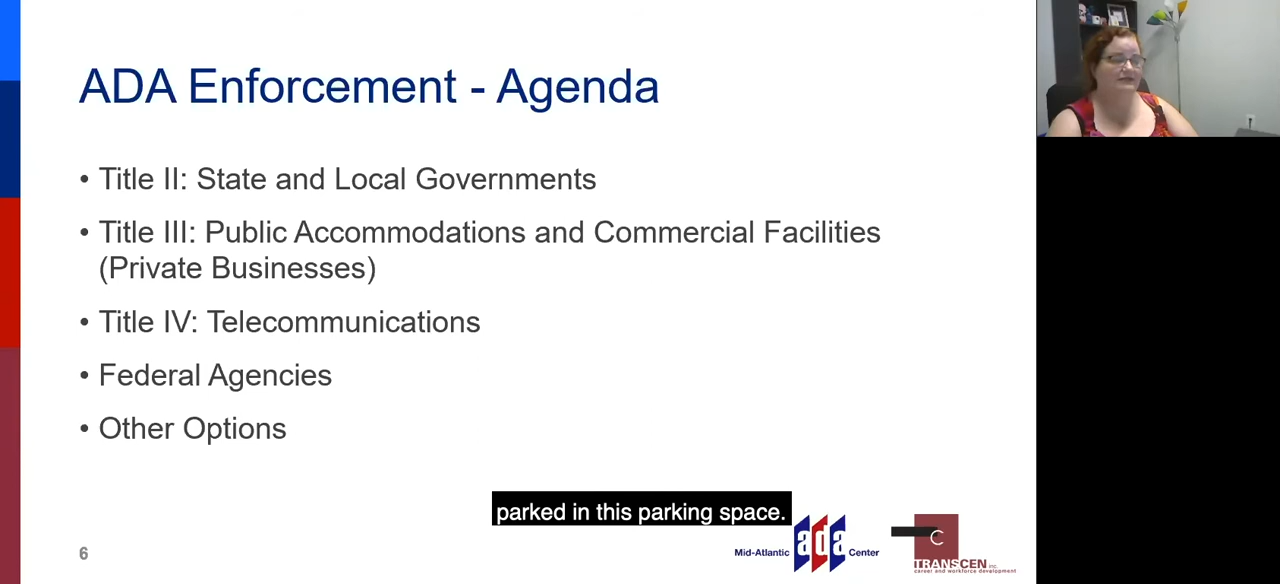 ADA Enforcement - Agenda
• Title II: State and Local Governments
• Title III: Public Accommodations and Commercial Facilities
(Private Businesses)
• Title IV: Telecommunications
• Federal Agencies
• Other Options
parked in this parking space.
6
Mid-Atlantic ada Center
C
TRANSCEN inc.
career and workforce development